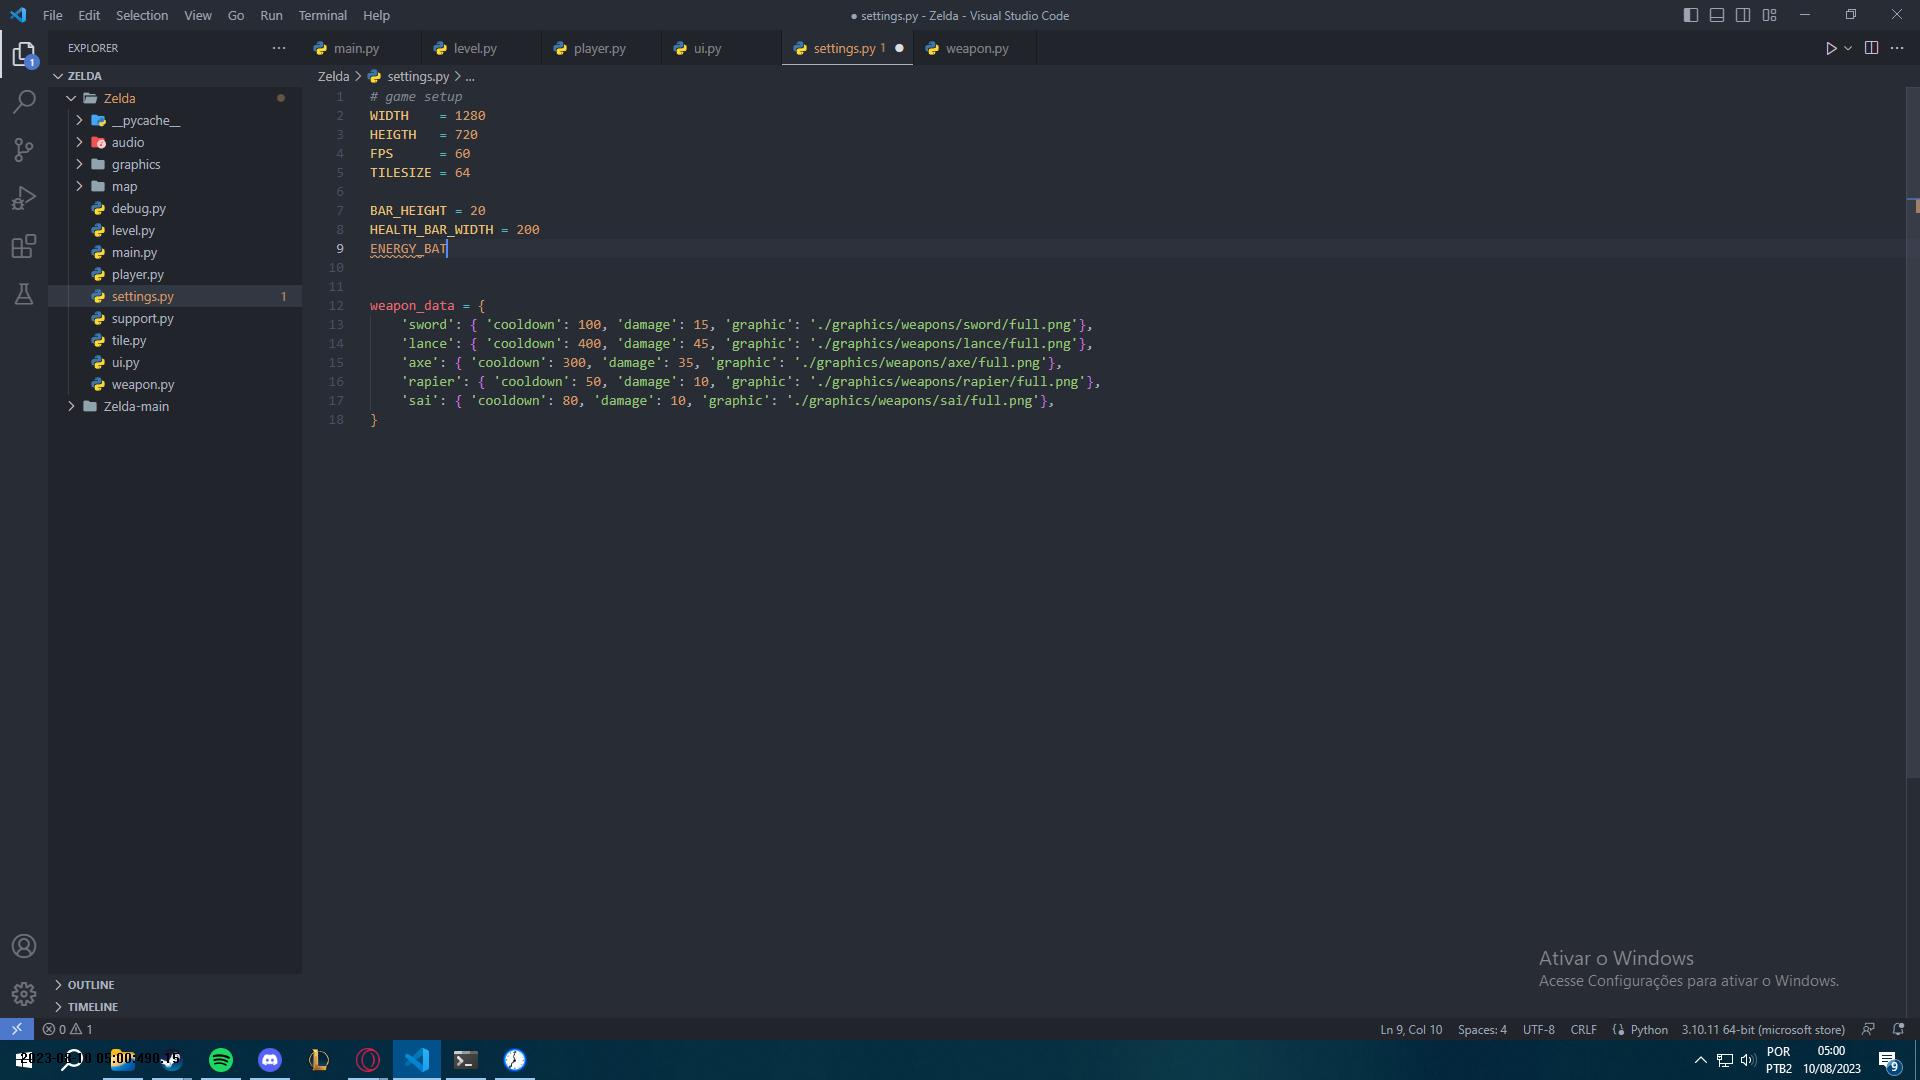 File Edit Selection View Go Run Terminal Help
● settings.py - Zelda - Visual Studio Code
EXPLORER
main.py
level.py
player.py
ui.py
settings.py 1
weapon.py
ZELDA
Zelda > settings.py > ...
Zelda
__pycache__
audio
graphics
map
debug.py
level.py
main.py
player.py
settings.py 1
support.py
tile.py
ui.py
weapon.py
Zelda-main
1 # game setup
2 WIDTH    = 1280
3 HEIGTH   = 720
4 FPS      = 60
5 TILESIZE = 64
6
7 BAR_HEIGHT = 20
8 HEALTH_BAR_WIDTH = 200
9 ENERGY_BAT
10
11
12 weapon_data = {
13     'sword': { 'cooldown': 100, 'damage': 15, 'graphic': './graphics/weapons/sword/full.png'},
14     'lance': { 'cooldown': 400, 'damage': 45, 'graphic': './graphics/weapons/lance/full.png'},
15     'axe': { 'cooldown': 300, 'damage': 35, 'graphic': './graphics/weapons/axe/full.png'},
16     'rapier': { 'cooldown': 50, 'damage': 10, 'graphic': './graphics/weapons/rapier/full.png'},
17     'sai': { 'cooldown': 80, 'damage': 10, 'graphic': './graphics/weapons/sai/full.png'},
18 }
1
Ativar o Windows
Acesse Configurações para ativar o Windows.
OUTLINE
TIMELINE
0 1
Ln 9, Col 10 Spaces: 4 UTF-8 CRLF Python 3.10.11 64-bit (microsoft store)
POR
PTB2
05:00
10/08/2023
9